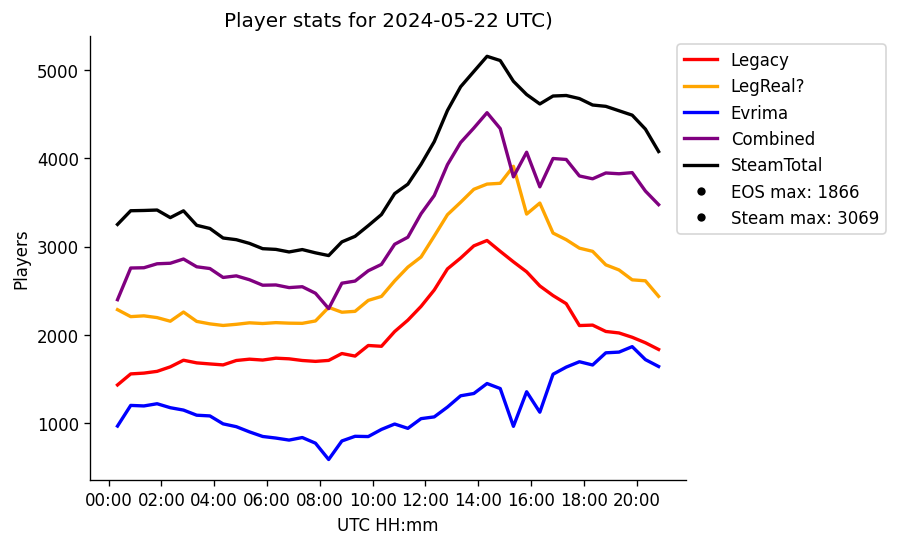 Player stats for 2024-05-22 UTC)
Players
5000
4000
3000
2000
1000
00:00 02:00 04:00 06:00 08:00 10:00 12:00 14:00 16:00 18:00 20:00
UTC HH:mm
Legacy
LegReal?
Evrima
Combined
SteamTotal
EOS max: 1866
Steam max: 3069